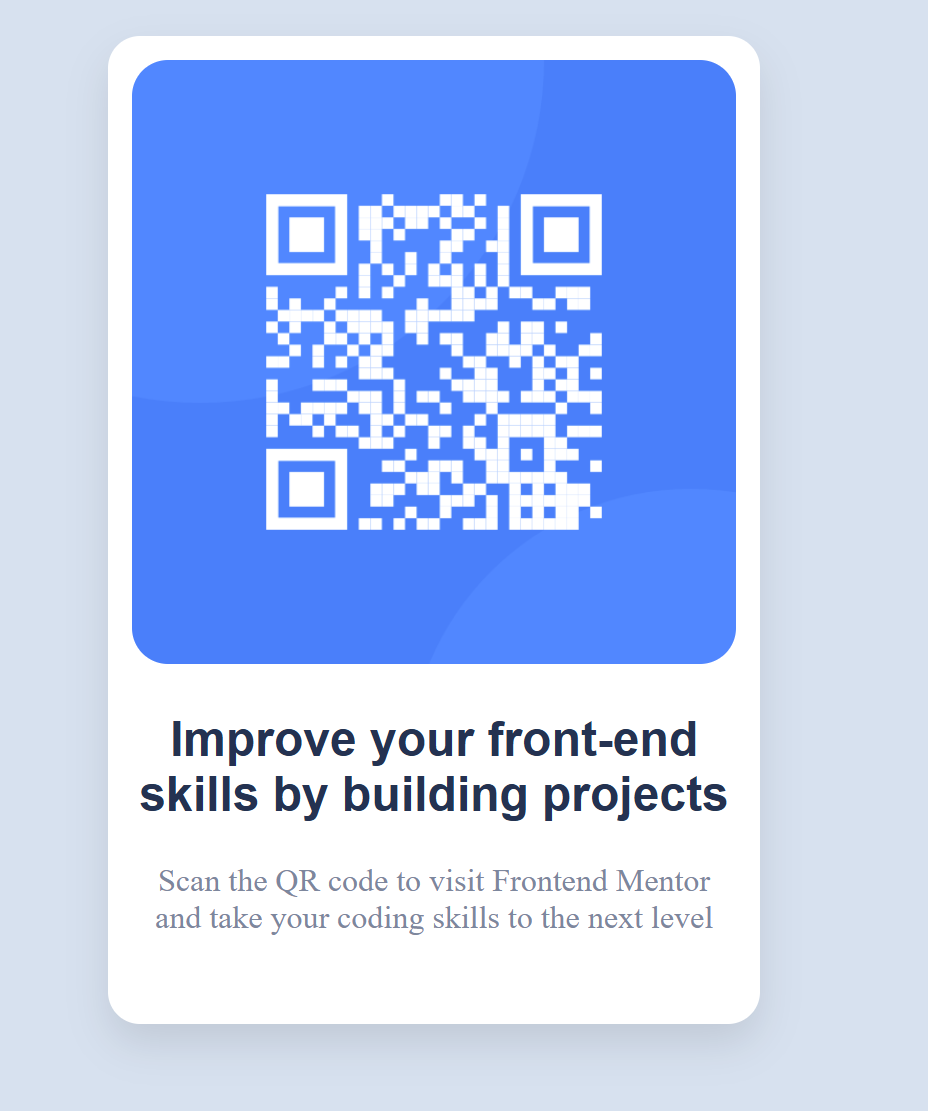 Improve your front-end
skills by building projects
Scan the QR code to visit Frontend Mentor
and take your coding skills to the next level